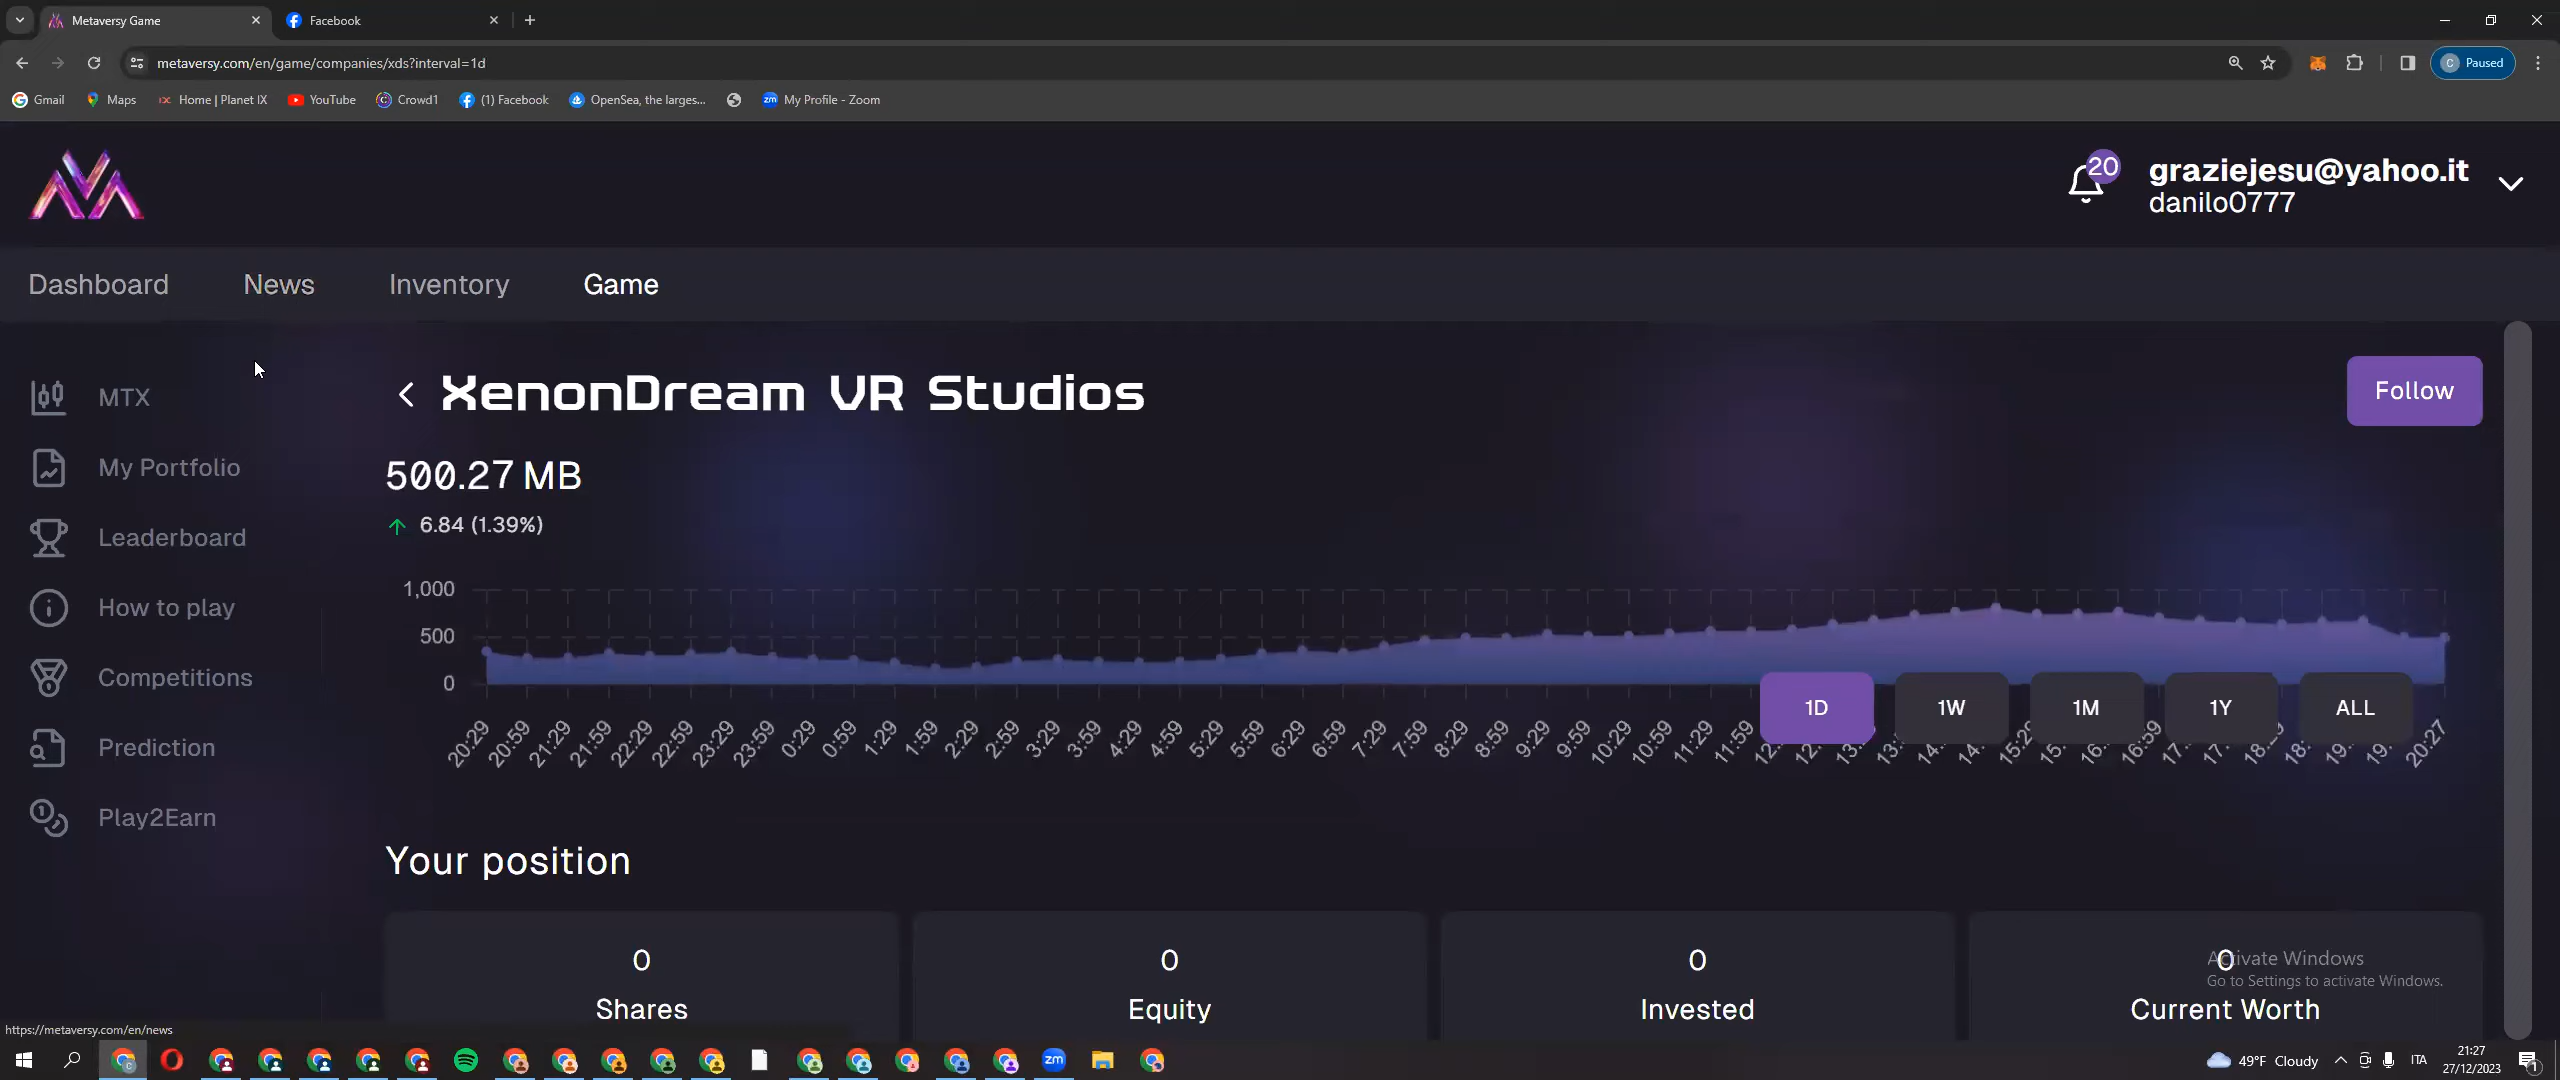 Metaversy Game
Facebook
metaversy.com/en/game/companies/xds?interval=1d
Paused
Gmail
Maps
Home | Planet IX
YouTube
Crowd1
(1) Facebook
OpenSea, the larges...
My Profile - Zoom
20
graziejesu@yahoo.it
danilo0777
Dashboard
News
Inventory
Game
MTX
My Portfolio
Leaderboard
How to play
Competitions
Prediction
Play2Earn
XenonDream VR Studios
Follow
500.27 MB
6.84 (1.39%)
1,000
500
0
20:29 20:59 21:29 21:59 22:29 22:59 23:29 23:59 0:29 0:59 1:29 1:59 2:29 2:59 3:29 3:59 4:29 4:59 5:29 5:59 6:29 6:59 7:29 7:59 8:29 8:59 9:29 9:59 10:29 10:59 11:29 11:59 16:59 20:27
1D
1W
1M
1Y
ALL
Your position
0
Shares
0
Equity
0
Invested
0
Current Worth
Activate Windows
Go to Settings to activate Windows.
https://metaversy.com/en/news
zm
49°F Cloudy
ITA
21:27
27/12/2023
1